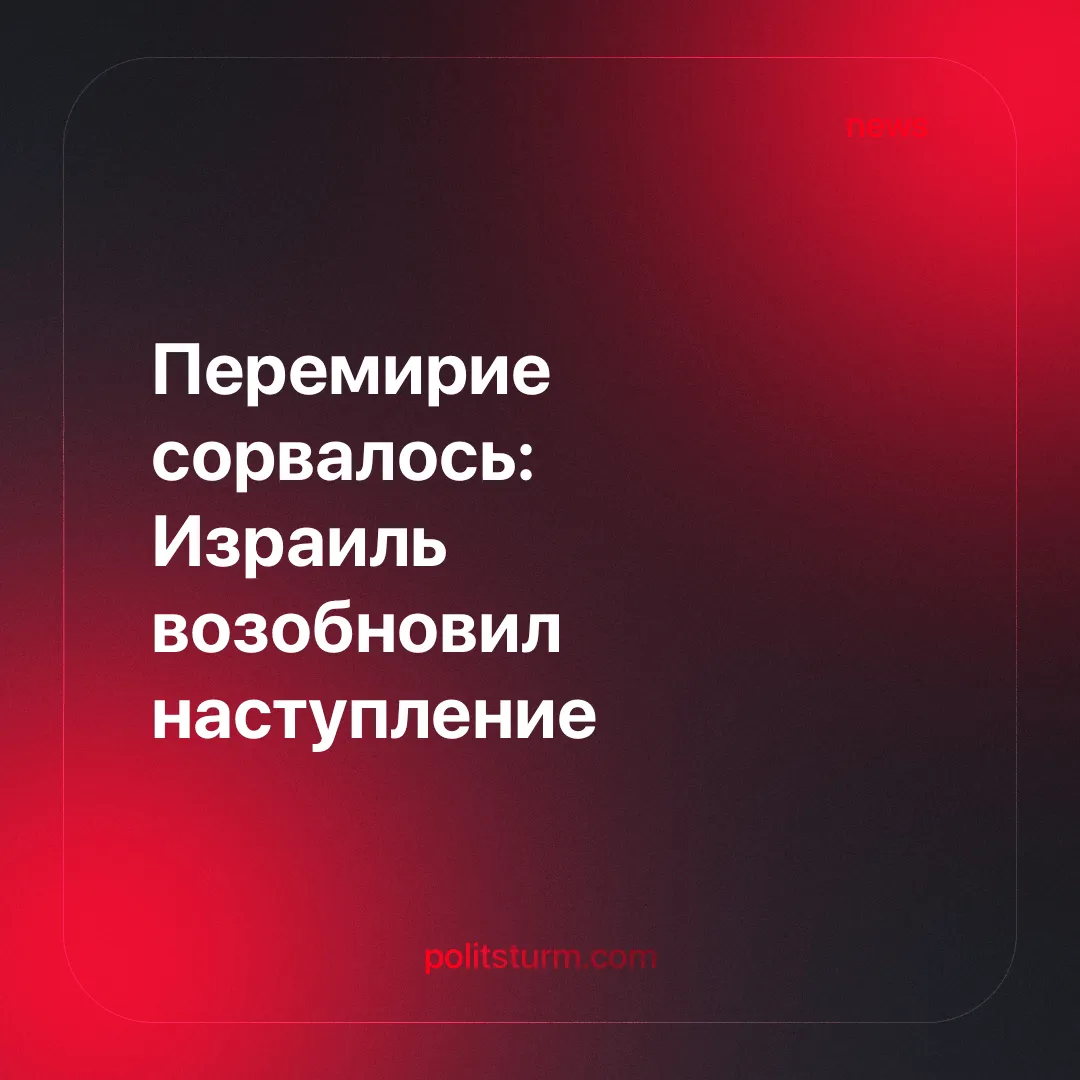 news
Перемирие
сорвалось:
Израиль
возобновил
наступление
politsturm.com